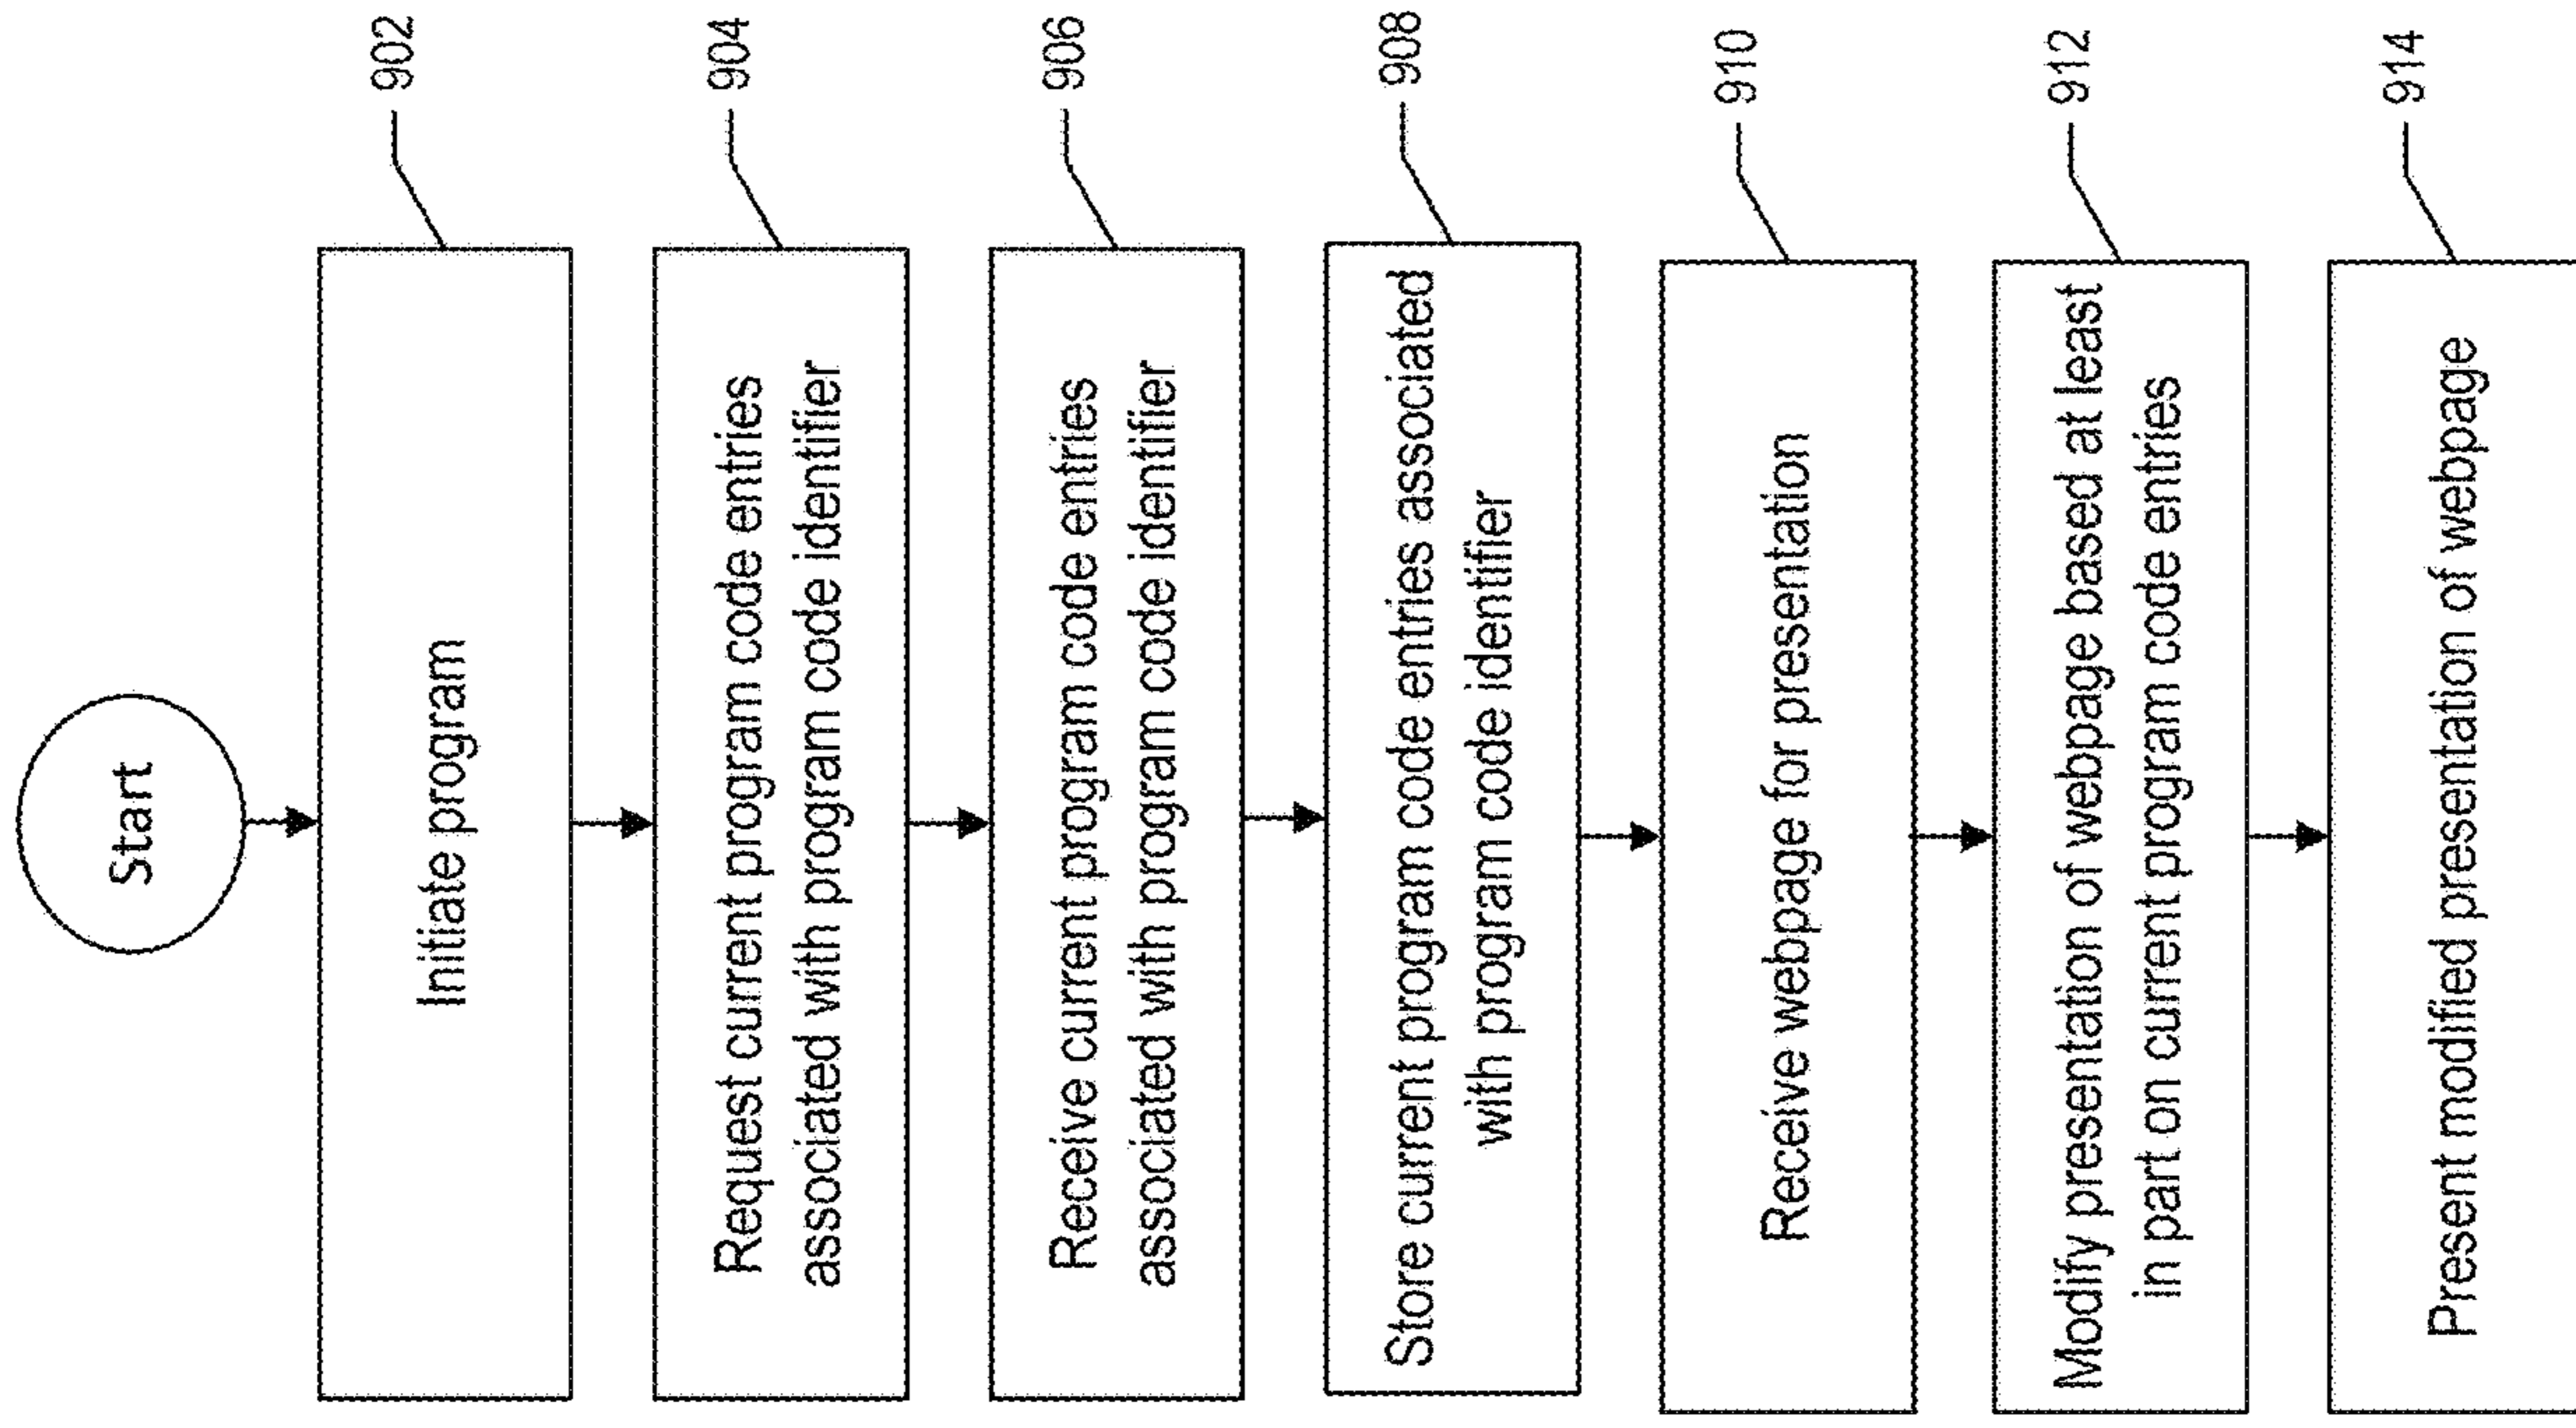 Start
Initiate program
902
Request current program code entries
associated with program code identifier
904
Receive current program code entries
associated with program code identifier
906
Store current program code entries associated
with program code identifier
908
Receive webpage for presentation
910
Modify presentation of webpage based at least
in part on current program code entries
912
Present modified presentation of webpage
914